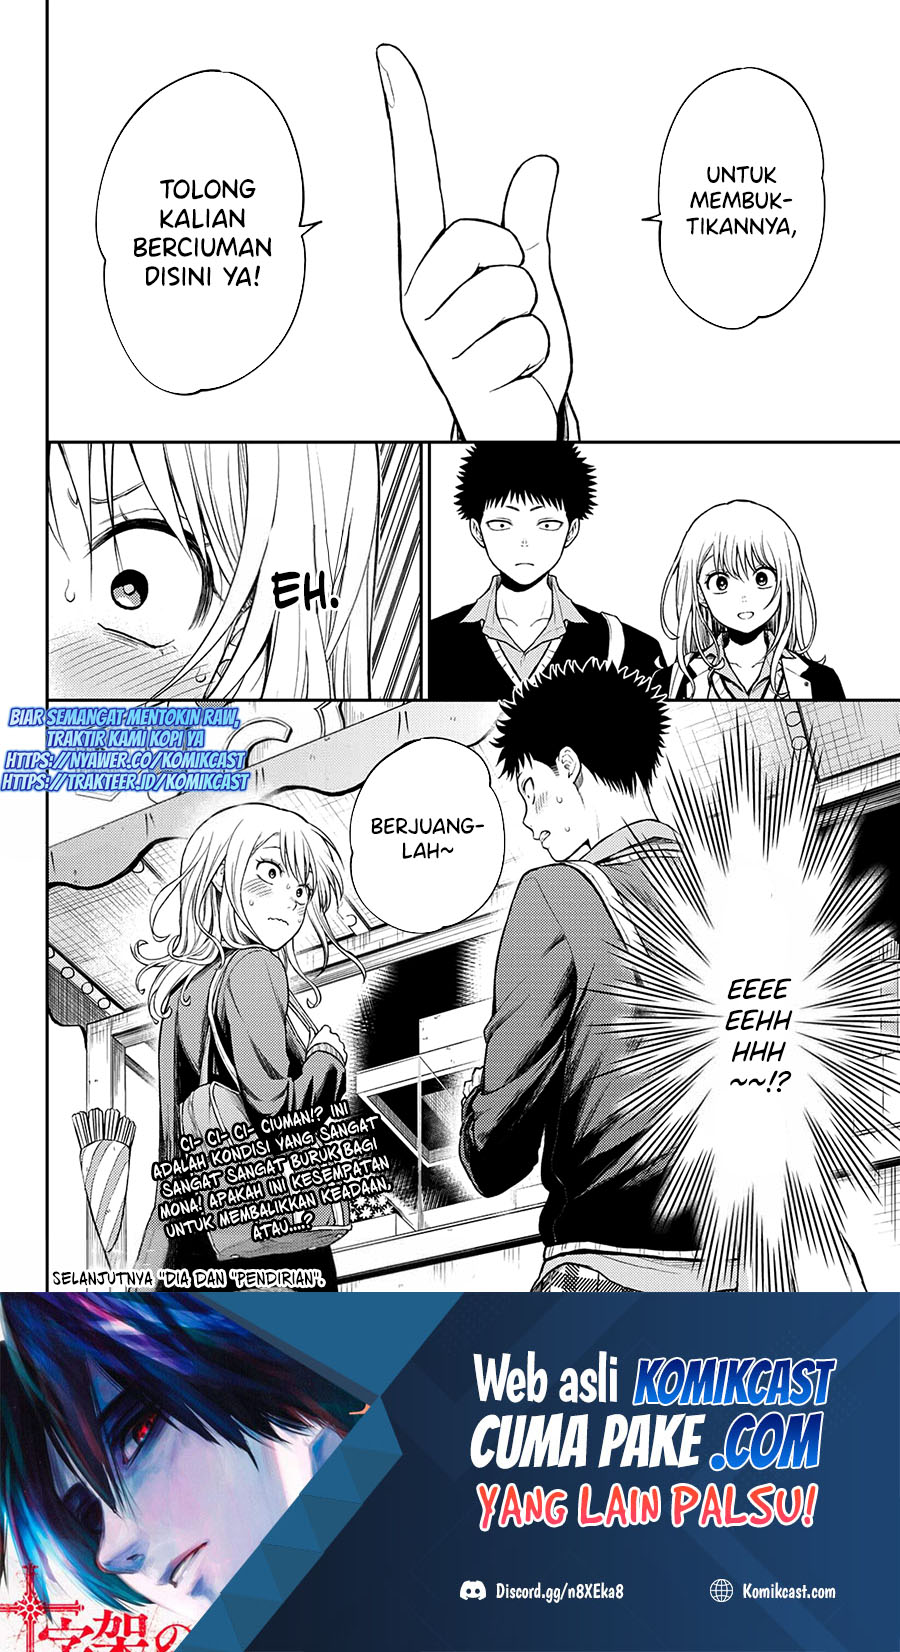 UNTUK
MEMBUK-
TIKANNYA,
TOLONG
KALIAN
BERCIUMAN
DISINI YA!
EH.
BIAR SEMANGAT MENTOKIN RAW,
TRAKTIR KAMI KOPI YA
HTTPS://NYAWER.CO/KOMIKCAST
HTTPS://TRAKTEER.ID/KOMIKCAST
BERJUANG-
LAH~
EEEE
EEHH
HHH
~~!?
CI- CI- CI- CIUMAN!? INI
ADALAH KONDISI YANG SANGAT
SANGAT SANGAT BURUK BAGI
MONA! APAKAH INI KESEMPATAN
UNTUK MEMBALIKKAN KEADAAN,
ATAU....?
SELANJUTNYA "DIA DAN "PENDIRIAN".
Web asli KOMIKCAST
CUMA PAKE .COM
YANG LAIN PALSU!
Discord.gg/n8XEka8
Komikcast.com
字架の